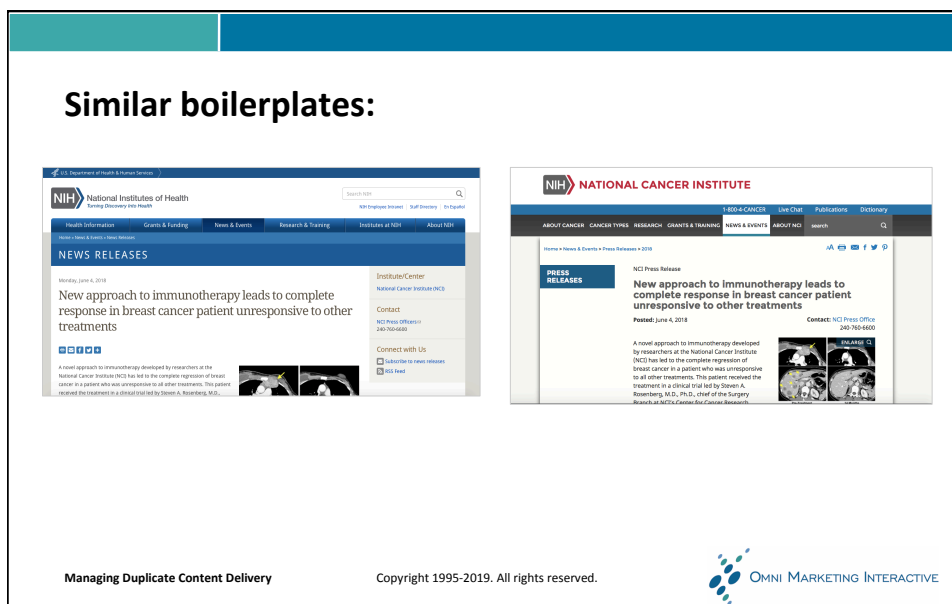 Similar boilerplates:
U.S. Department of Health & Human Services
NIH National Institutes of Health
Turning Discovery Into Health
Search NIH
NIH Employee Intranet | Staff Directory | En Español
Health Information Grants & Funding News & Events Research & Training Institutes at NIH About NIH
Home » News & Events » News Releases
NEWS RELEASES
Monday, June 4, 2018
New approach to immunotherapy leads to complete
response in breast cancer patient unresponsive to other
treatments
A novel approach to immunotherapy developed by researchers at the
National Cancer Institute (NCI) has led to the complete regression of breast
cancer in a patient who was unresponsive to all other treatments. This patient
received the treatment in a clinical trial led by Steven A. Rosenberg, M.D.,
Institute/Center
National Cancer Institute (NCI)
Contact
NCI Press Officers
240-760-6600
Connect with Us
Subscribe to news releases
RSS Feed
NIH NATIONAL CANCER INSTITUTE
1-800-4-CANCER Live Chat Publications Dictionary
ABOUT CANCER CANCER TYPES RESEARCH GRANTS & TRAINING NEWS & EVENTS ABOUT NCI search
Home » News & Events » Press Releases » 2018
PRESS
RELEASES
NCI Press Release
New approach to immunotherapy leads to
complete response in breast cancer patient
unresponsive to other treatments
Posted: June 4, 2018 Contact: NCI Press Office
240-760-6600
A novel approach to immunotherapy developed
by researchers at the National Cancer Institute
(NCI) has led to the complete regression of
breast cancer in a patient who was unresponsive
to all other treatments. This patient received the
treatment in a clinical trial led by Steven A.
Rosenberg, M.D., Ph.D., chief of the Surgery
Branch at NCI's Center for Cancer Research
ENLARGE
Managing Duplicate Content Delivery
Copyright 1995-2019. All rights reserved.
OMNI MARKETING INTERACTIVE